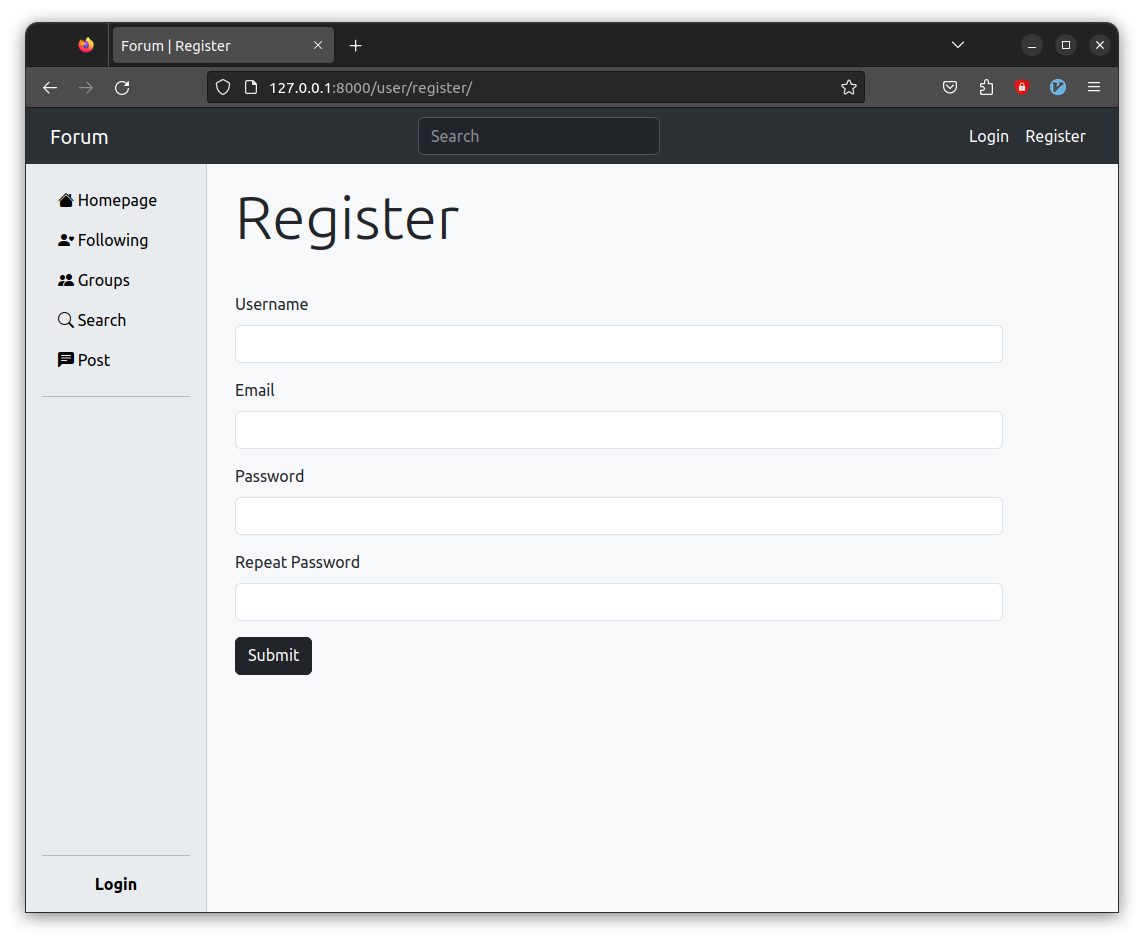 Forum | Register
127.0.0.1:8000/user/register/
Forum
Search
Login
Register
Homepage
Following
Groups
Search
Post
Login
Register
Username
Email
Password
Repeat Password
Submit